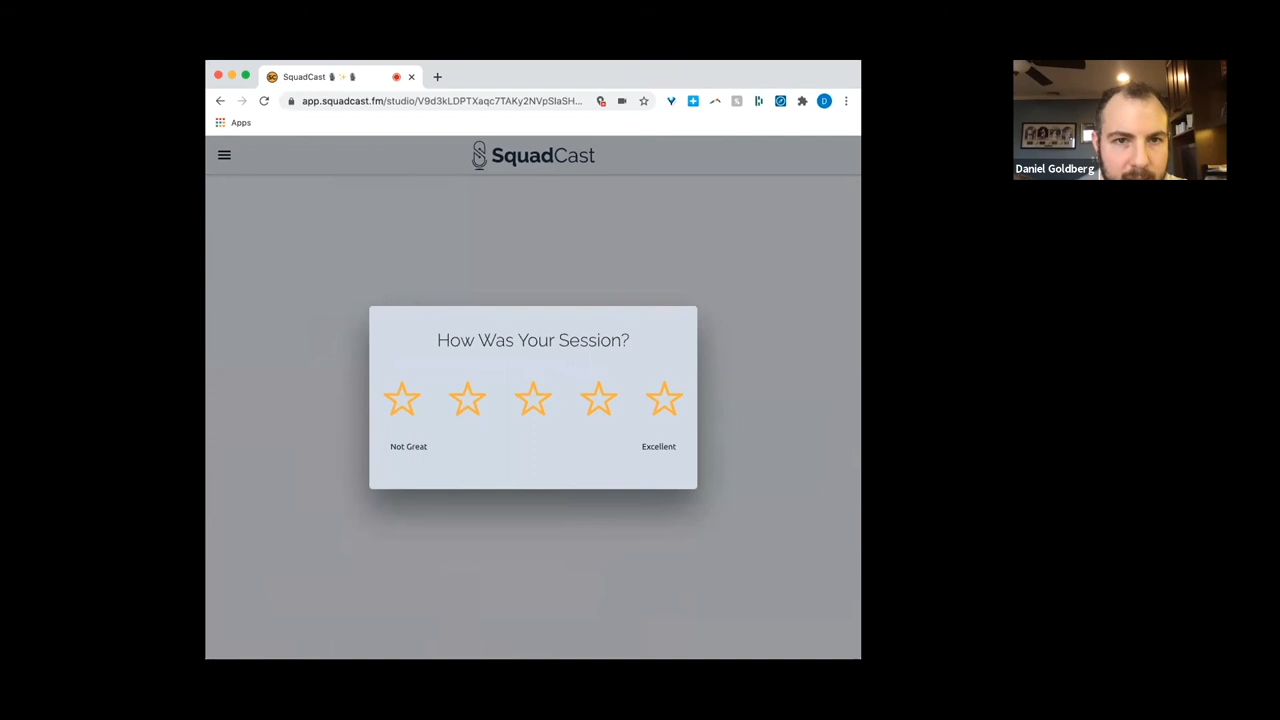 SquadCast
app.squadcast.fm/studio/V9d3kLDPTXaqc7TAKy2NVpSlaSH...
D
Apps
SquadCast
How Was Your Session?
Not Great
Excellent
Daniel Goldberg